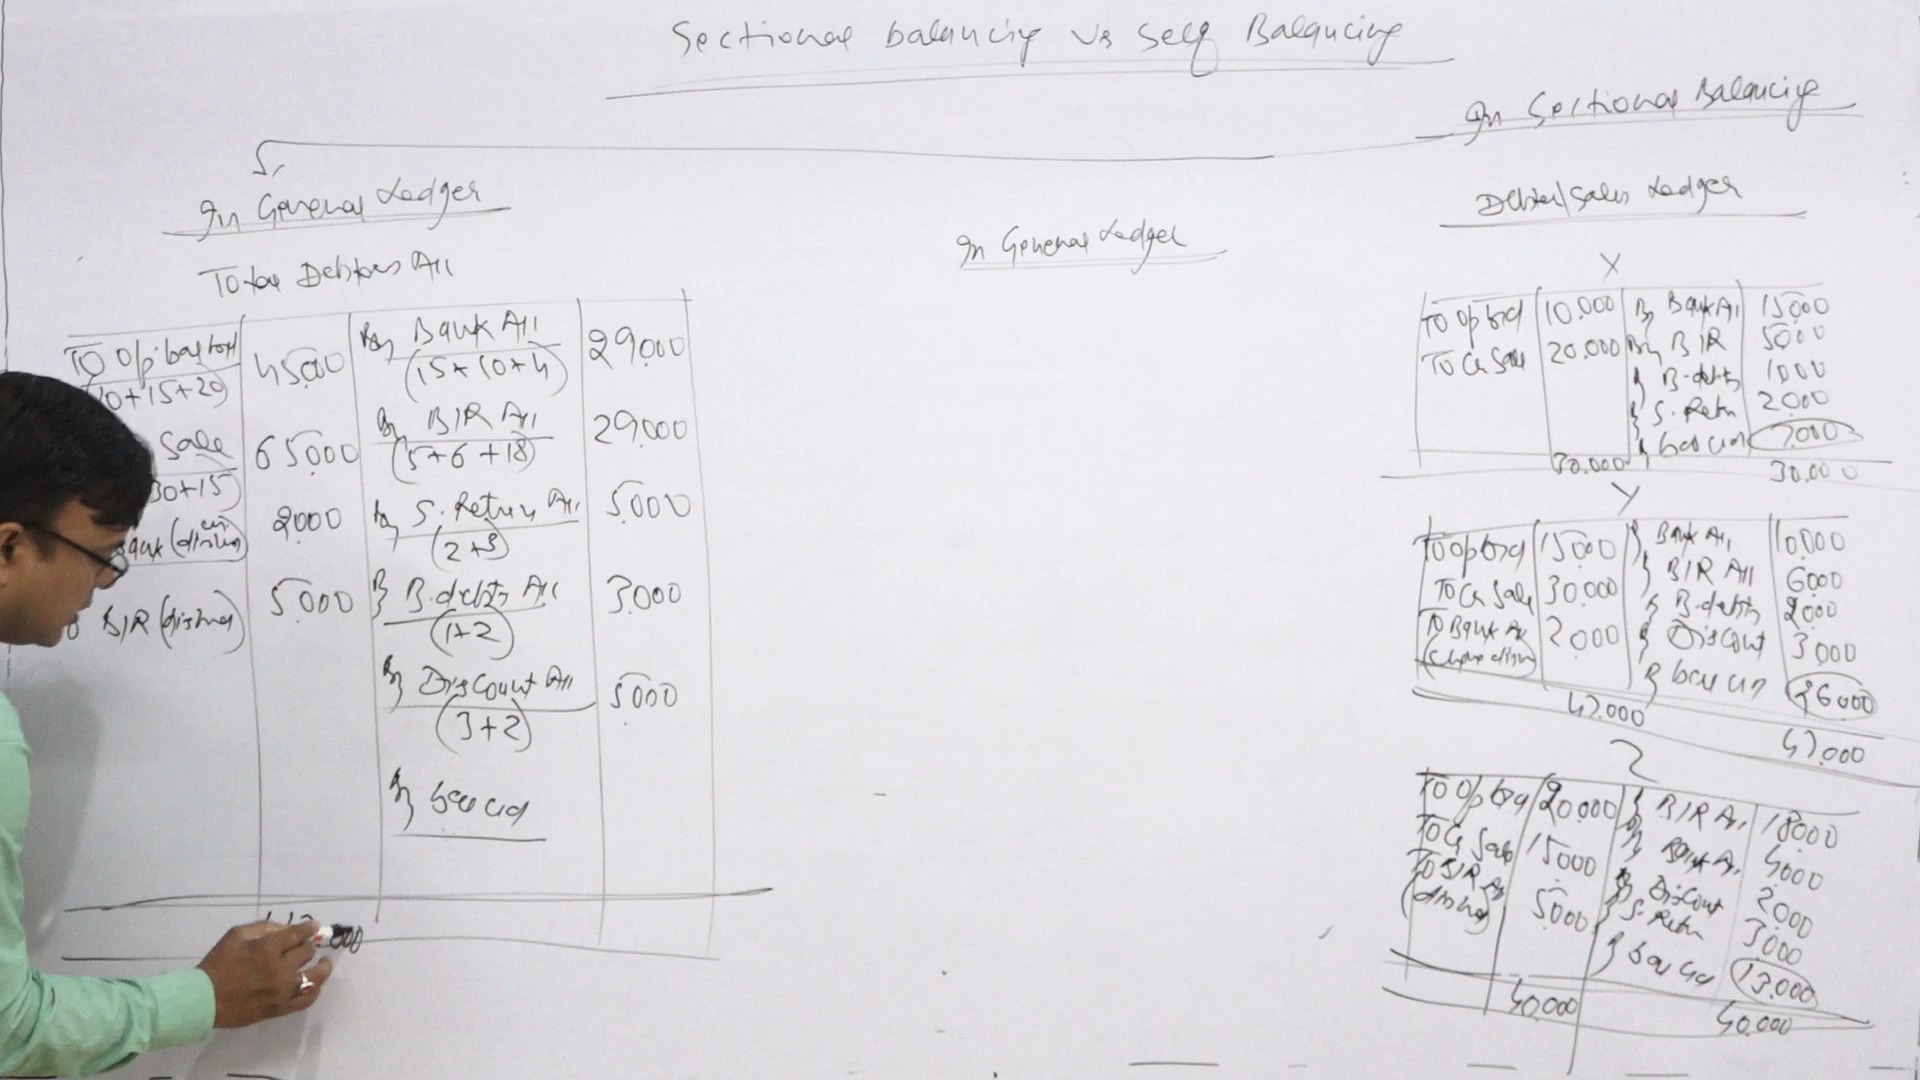 Sectional balancing Vs Self Balancing
In Sectional Balancing
In General Ledger
Total Debtors A/c
To op. bal b/d 45000 By Bank A/c 29000
10+15+20) (15+10+4)
Sale 65000 By B/R A/c 29000
30+15) (5+6+18)
Bank ( 2000 By S. Return A/c 5000
(2+3)
B/R (dishno) 5000 By B. debts A/c 3000
(1+2)
By Discount A/c 5000
(3+2)
By bal c/d
In General Ledger
Debtor/Sales Ledger
X
To op b/d 10,000 By Bank A/c 15000
To Cr Sale 20,000 By B/R 5000
By B. debts 1000
By S. Retn 2000
By bal c/d 7000
30,000 30,000
Y
To op b/d 15000 By Bank A/c 10,000
To Cr Sale 30,000 By B/R A/c 6000
To Bank A/c 2000 By B. debts 2000
By Discount 3000
By bal c/d 26000
47,000 47,000
Z
To op b/d 20,000 By B/R A/c 18000
To Cr Sale 15000 By Bank A/c 4000
To B/R A/c 5000 By Discount 2000
(dishno) By S. Retn 3000
By bal c/d 13,000
40,000 40,000